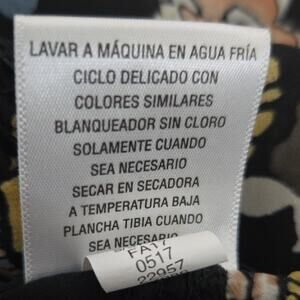 LAVAR A MÁQUINA EN AGUA FRÍA
CICLO DELICADO CON
COLORES SIMILARES
BLANQUEADOR SIN CLORO
SOLAMENTE CUANDO
SEA NECESARIO
SECAR EN SECADORA
A TEMPERATURA BAJA
PLANCHA TIBIA CUANDO
SEA NECESARIO
FA17
0517
22957